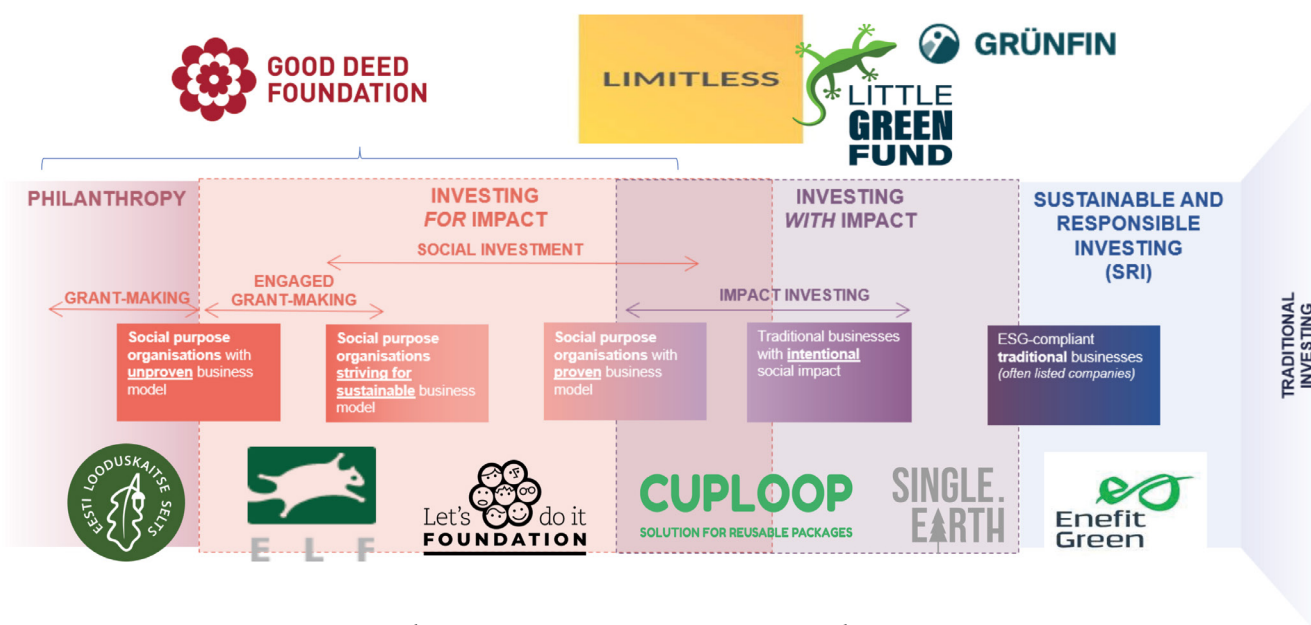 GOOD DEED
FOUNDATION
LIMITLESS
LITTLE
GREEN
FUND
GRÜNFIN
PHILANTHROPY
INVESTING
FOR IMPACT
INVESTING
WITH IMPACT
SUSTAINABLE AND
RESPONSIBLE
INVESTING
(SRI)
TRADITIONAL
INVESTING
SOCIAL INVESTMENT
GRANT-MAKING
ENGAGED
GRANT-MAKING
IMPACT INVESTING
Social purpose
organisations with
unproven business
model
Social purpose
organisations
striving for
sustainable business
model
Social purpose
organisations with
proven business
model
Traditional businesses
with intentional
social impact
ESG-compliant
traditional businesses
(often listed companies)
EESTI LOODUSKAITSE SELTS
ELF
Let's do it
FOUNDATION
CUPLOOP
SOLUTION FOR REUSABLE PACKAGES
SINGLE.
EARTH
Enefit
Green